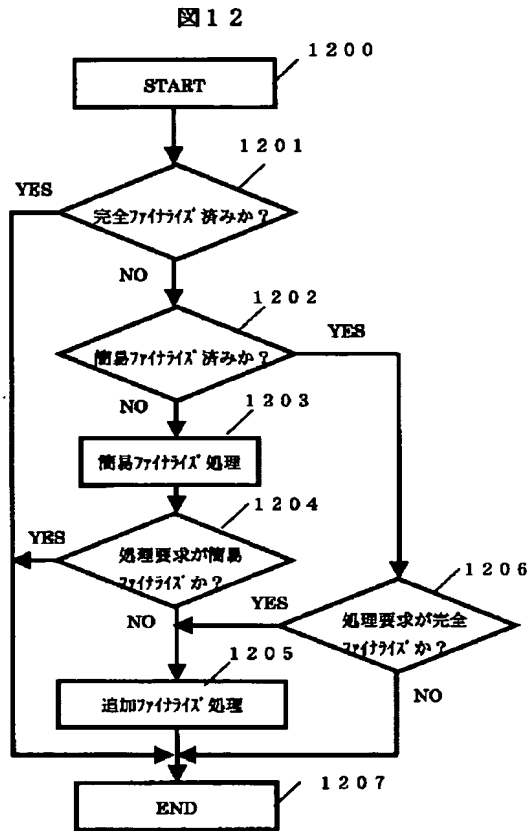 図12
1200
START
1201
YES
完全ﾌｧｲﾅﾗｲｽﾞ済みか?
NO
1202
YES
簡易ﾌｧｲﾅﾗｲｽﾞ済みか?
NO
1203
簡易ﾌｧｲﾅﾗｲｽﾞ処理
1204
YES
処理要求が簡易
ﾌｧｲﾅﾗｲｽﾞか?
NO
1206
YES
処理要求が完全
ﾌｧｲﾅﾗｲｽﾞか?
1205
NO
追加ﾌｧｲﾅﾗｲｽﾞ処理
1207
END